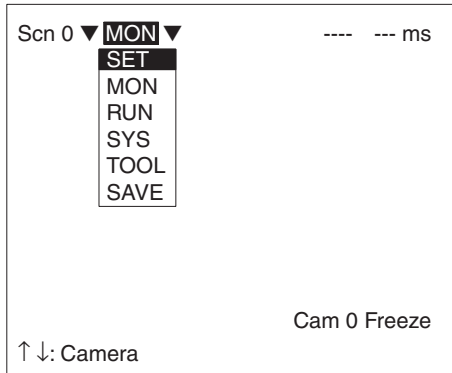 Scn 0 ▼ MON ▼ ---- --- ms
SET
MON
RUN
SYS
TOOL
SAVE
Cam 0 Freeze
↑↓: Camera